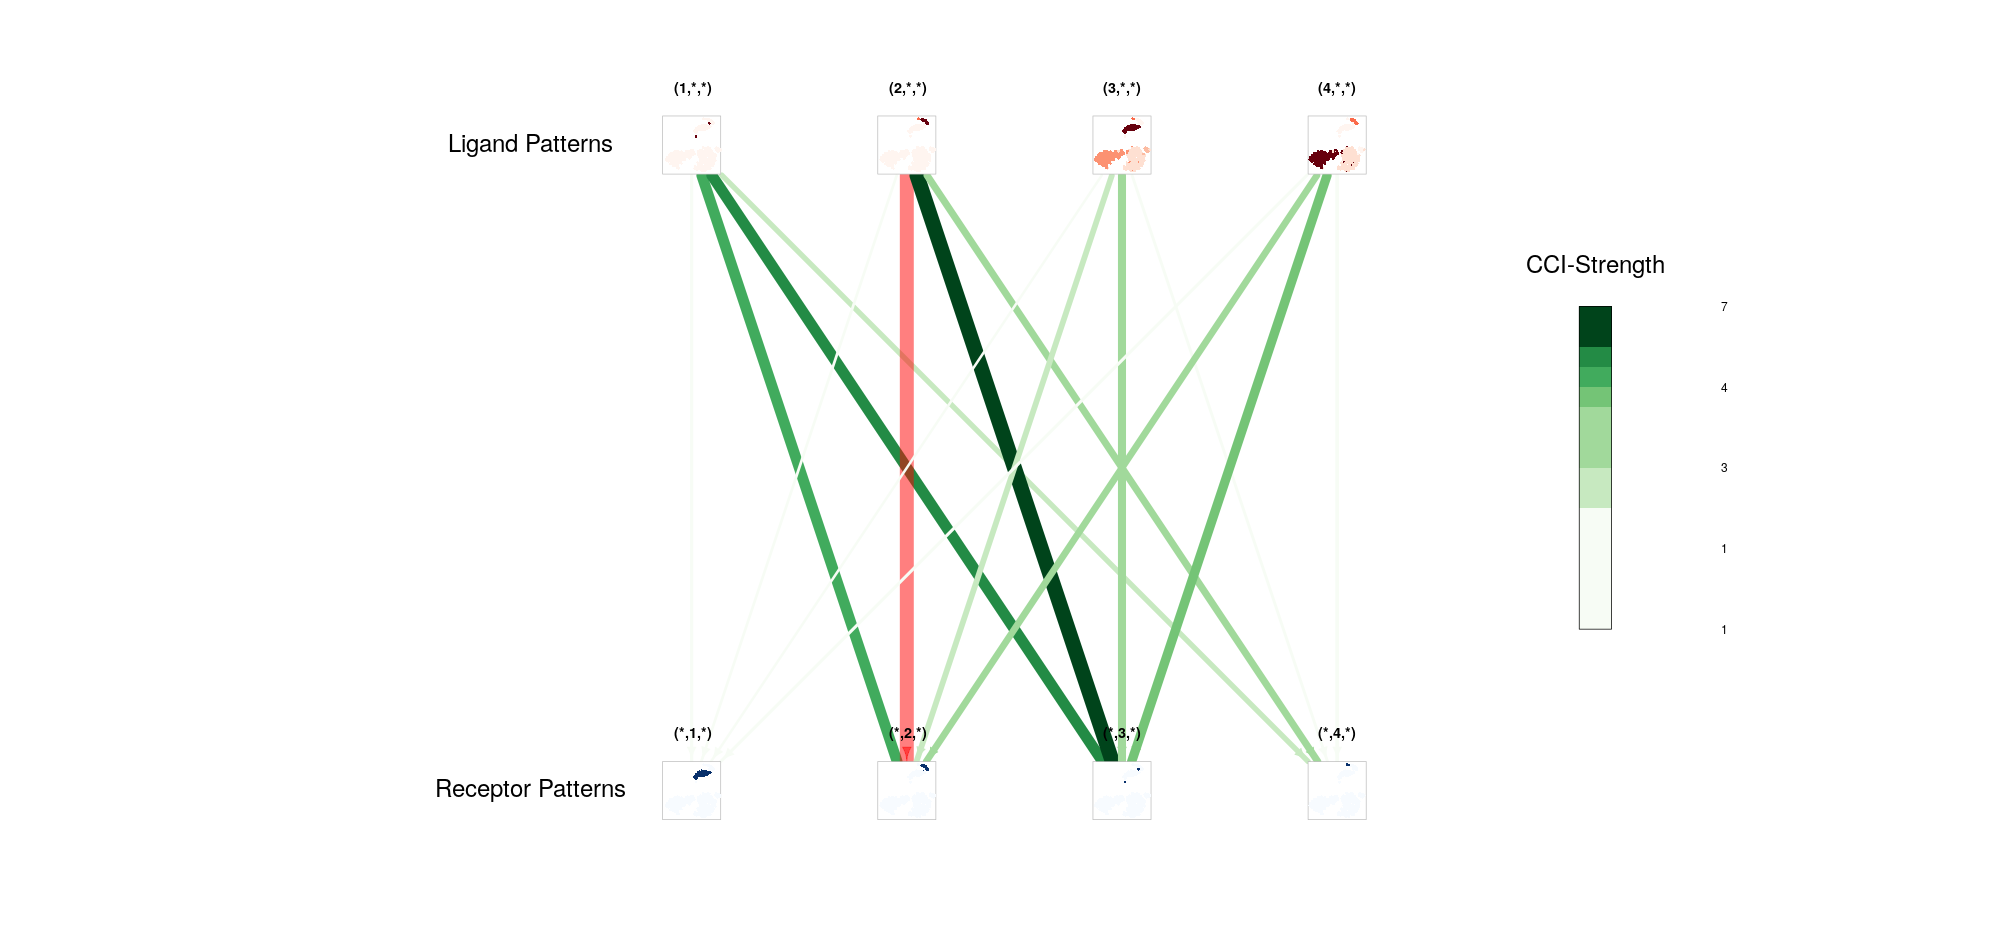 (1,*,*) (2,*,*) (3,*,*) (4,*,*)
Ligand Patterns
CCI-Strength
7
4
3
1
1
(*,1,*) (*,2,*) (*,3,*) (*,4,*)
Receptor Patterns